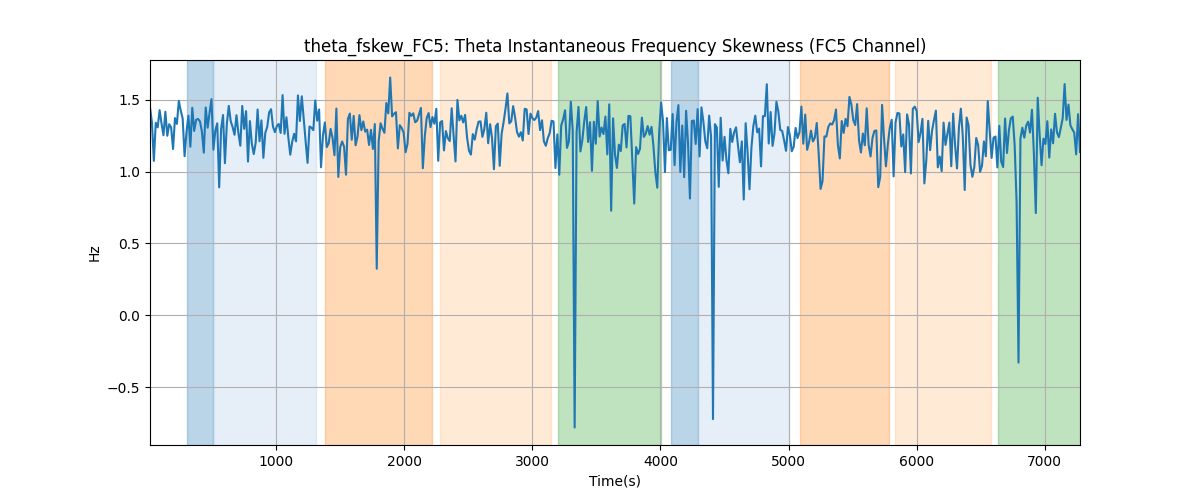 theta_fskew_FC5: Theta Instantaneous Frequency Skewness (FC5 Channel)
1.5
1.0
0.5
0.0
−0.5
Hz
1000 2000 3000 4000 5000 6000 7000
Time(s)